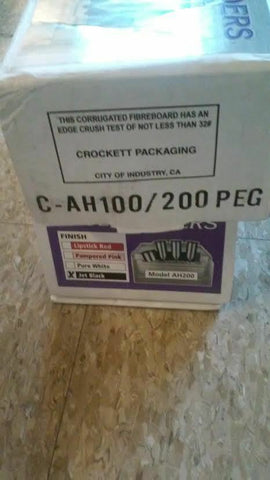 DERS
THIS CORRUGATED FIBREBOARD HAS AN
EDGE CRUSH TEST OF NOT LESS THAN 32#
CROCKETT PACKAGING
CITY OF INDUSTRY, CA
C-AH100/200 PEG
FINISH
Lipstick Red
Pampered Pink
Pure White
Jet Black
Model AH200